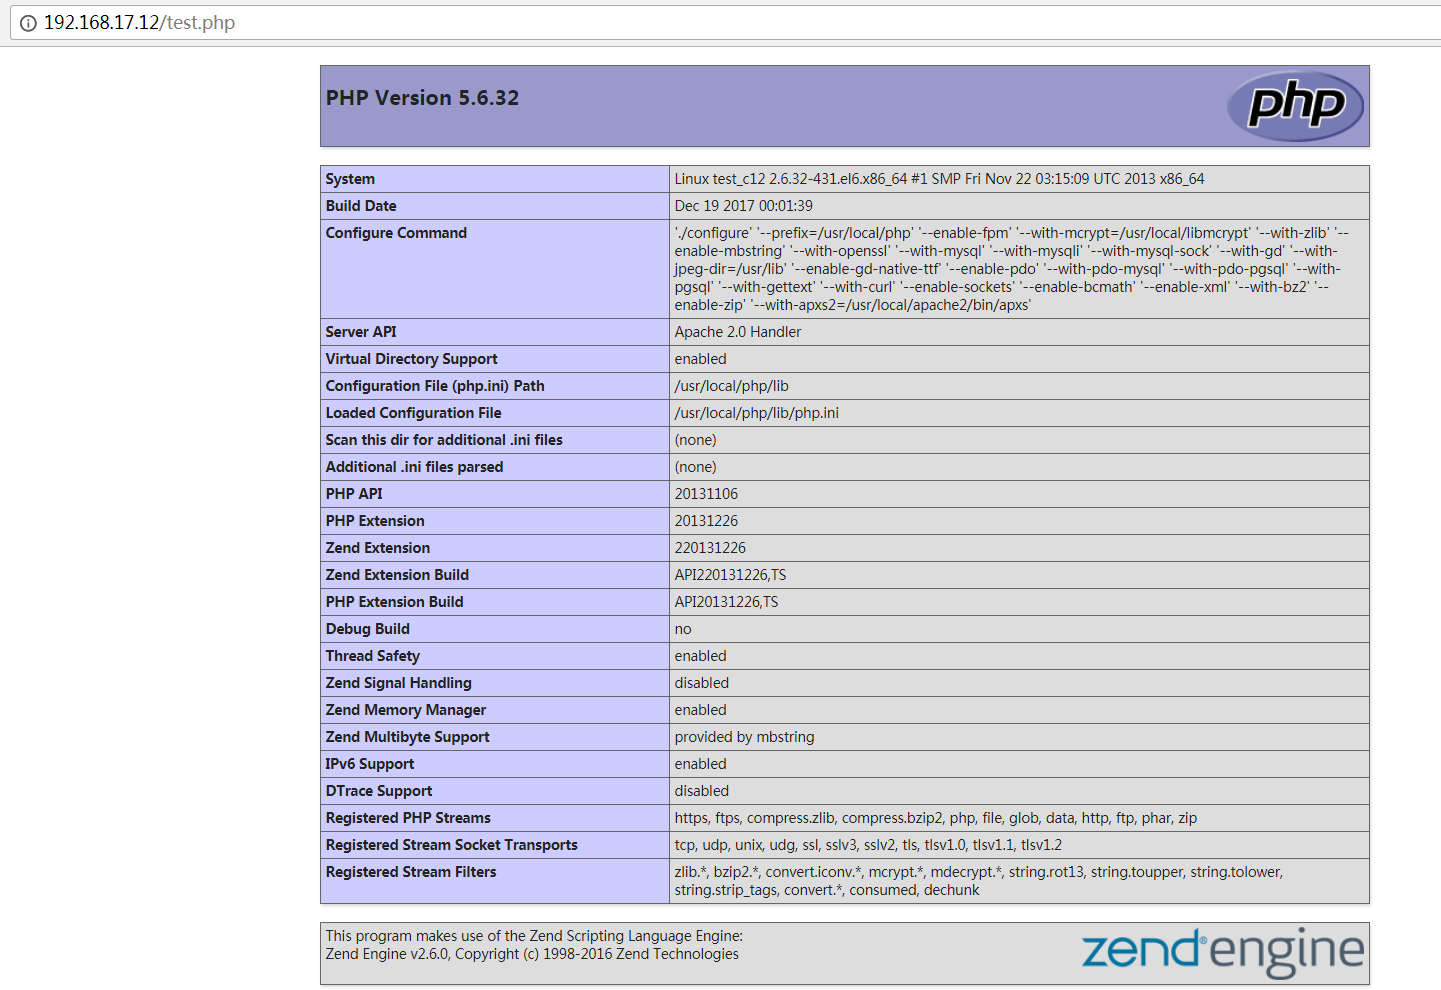 192.168.17.12/test.php
PHP Version 5.6.32
php
System Linux test_c12 2.6.32-431.el6.x86_64 #1 SMP Fri Nov 22 03:15:09 UTC 2013 x86_64
Build Date Dec 19 2017 00:01:39
Configure Command './configure' '--prefix=/usr/local/php' '--enable-fpm' '--with-mcrypt=/usr/local/libmcrypt' '--with-zlib' '--
enable-mbstring' '--with-openssl' '--with-mysql' '--with-mysqli' '--with-mysql-sock' '--with-gd' '--with-
jpeg-dir=/usr/lib' '--enable-gd-native-ttf' '--enable-pdo' '--with-pdo-mysql' '--with-pdo-pgsql' '--with-
pgsql' '--with-gettext' '--with-curl' '--enable-sockets' '--enable-bcmath' '--enable-xml' '--with-bz2' '--
enable-zip' '--with-apxs2=/usr/local/apache2/bin/apxs'
Server API Apache 2.0 Handler
Virtual Directory Support enabled
Configuration File (php.ini) Path /usr/local/php/lib
Loaded Configuration File /usr/local/php/lib/php.ini
Scan this dir for additional .ini files (none)
Additional .ini files parsed (none)
PHP API 20131106
PHP Extension 20131226
Zend Extension 220131226
Zend Extension Build API220131226,TS
PHP Extension Build API20131226,TS
Debug Build no
Thread Safety enabled
Zend Signal Handling disabled
Zend Memory Manager enabled
Zend Multibyte Support provided by mbstring
IPv6 Support enabled
DTrace Support disabled
Registered PHP Streams https, ftps, compress.zlib, compress.bzip2, php, file, glob, data, http, ftp, phar, zip
Registered Stream Socket Transports tcp, udp, unix, udg, ssl, sslv3, sslv2, tls, tlsv1.0, tlsv1.1, tlsv1.2
Registered Stream Filters zlib.*, bzip2.*, convert.iconv.*, mcrypt.*, mdecrypt.*, string.rot13, string.toupper, string.tolower,
string.strip_tags, convert.*, consumed, dechunk
This program makes use of the Zend Scripting Language Engine:
Zend Engine v2.6.0, Copyright (c) 1998-2016 Zend Technologies
zend® engine